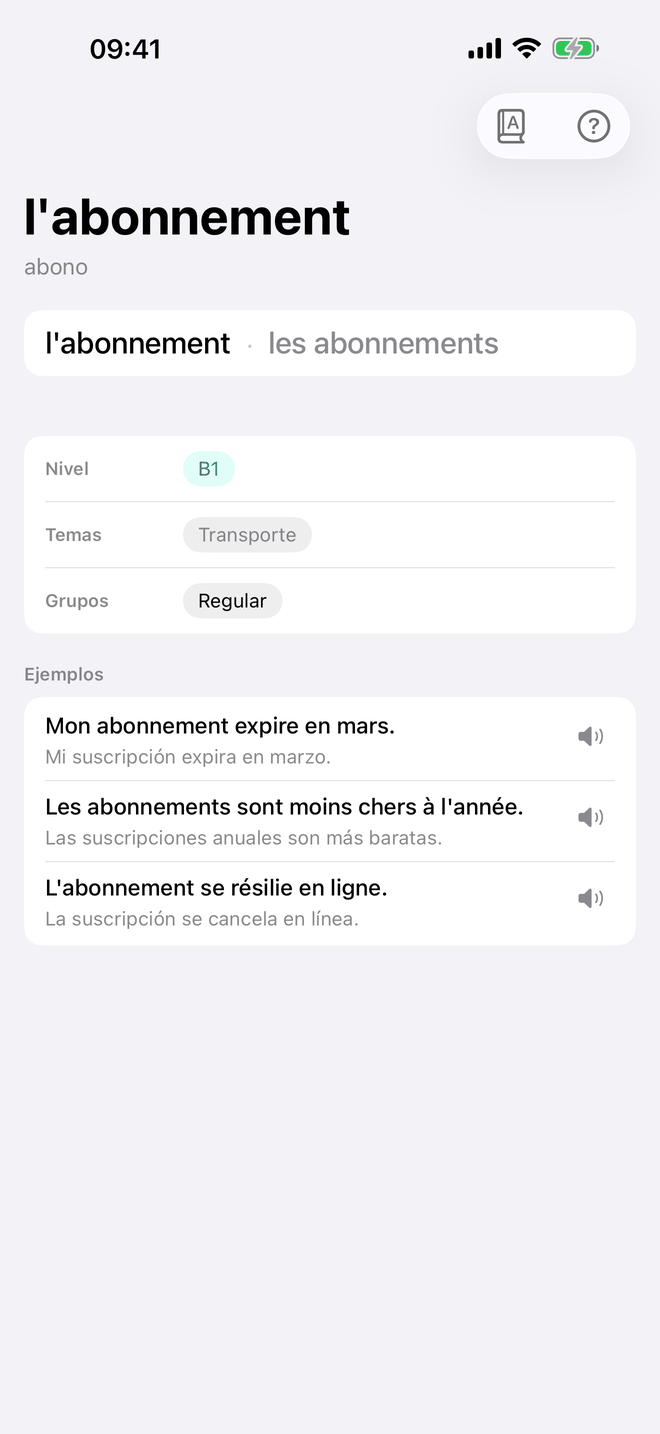 09:41
l'abonnement
abono
l'abonnement · les abonnements
Nivel B1
Temas Transporte
Grupos Regular
Ejemplos
Mon abonnement expire en mars.
Mi suscripción expira en marzo.
Les abonnements sont moins chers à l'année.
Las suscripciones anuales son más baratas.
L'abonnement se résilie en ligne.
La suscripción se cancela en línea.